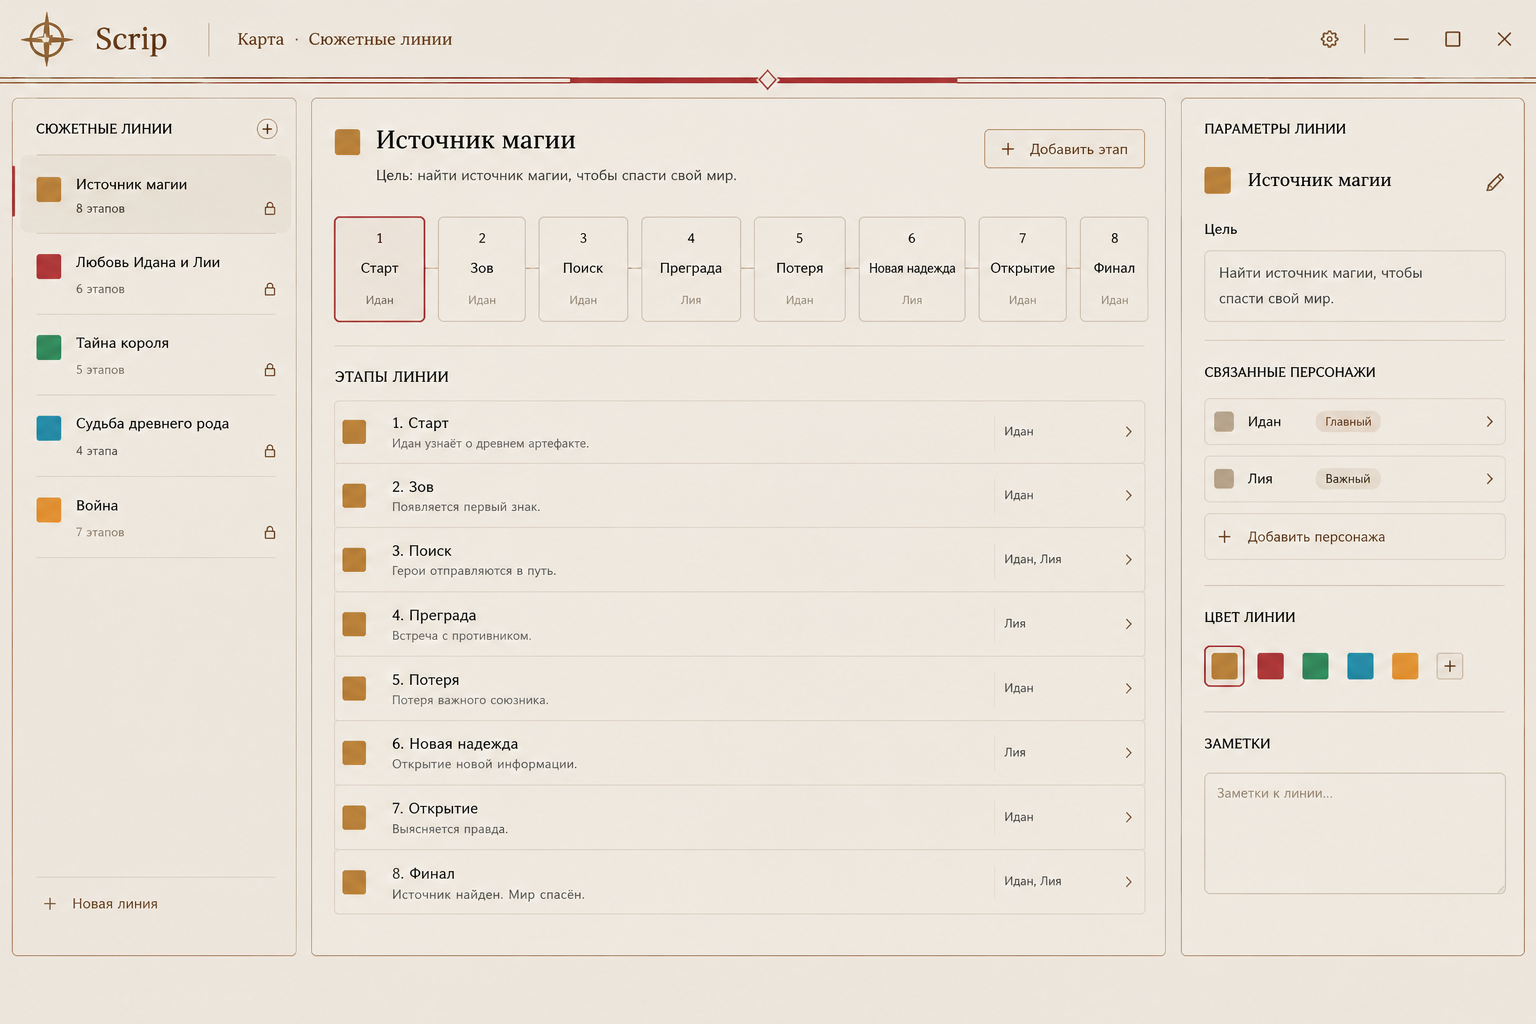 Scrip
Карта · Сюжетные линии
СЮЖЕТНЫЕ ЛИНИИ
Источник магии
8 этапов
Любовь Идана и Лии
6 этапов
Тайна короля
5 этапов
Судьба древнего рода
4 этапа
Война
7 этапов
+ Новая линия
Источник магии
Цель: найти источник магии, чтобы спасти свой мир.
+ Добавить этап
1
Старт
Идан
2
Зов
Идан
3
Поиск
Идан
4
Преграда
Лия
5
Потеря
Идан
6
Новая надежда
Лия
7
Открытие
Идан
8
Финал
Идан
ЭТАПЫ ЛИНИИ
1. Старт
Идан узнаёт о древнем артефакте.
Идан
2. Зов
Появляется первый знак.
Идан
3. Поиск
Герои отправляются в путь.
Идан, Лия
4. Преграда
Встреча с противником.
Лия
5. Потеря
Потеря важного союзника.
Идан
6. Новая надежда
Открытие новой информации.
Лия
7. Открытие
Выясняется правда.
Идан
8. Финал
Источник найден. Мир спасён.
Идан, Лия
ПАРАМЕТРЫ ЛИНИИ
Источник магии
Цель
Найти источник магии, чтобы
спасти свой мир.
СВЯЗАННЫЕ ПЕРСОНАЖИ
Идан Главный
Лия Важный
+ Добавить персонажа
ЦВЕТ ЛИНИИ
ЗАМЕТКИ
Заметки к линии...